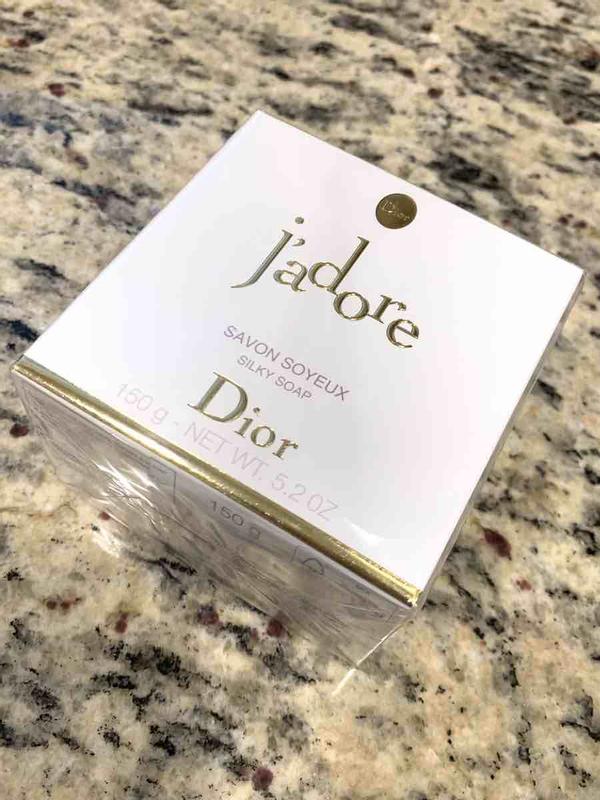 Dior
j'adore
SAVON SOYEUX
SILKY SOAP
Dior
150 g - NET WT. 5.2 OZ
150 g